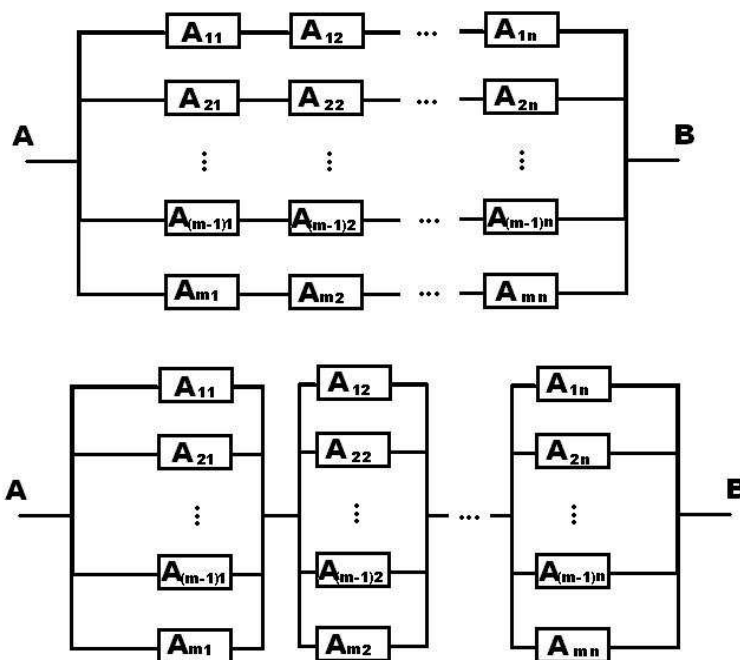 A₁₁ A₁₂ ... A₁ₙ
A₂₁ A₂₂ ... A₂ₙ
A B
⋮ ⋮ ⋮
A₍ₘ₋₁₎₁ A₍ₘ₋₁₎₂ ... A₍ₘ₋₁₎ₙ
Aₘ₁ Aₘ₂ ... Aₘₙ
A₁₁ A₁₂ A₁ₙ
A₂₁ A₂₂ A₂ₙ
A B
⋮ ⋮ ... ⋮
A₍ₘ₋₁₎₁ A₍ₘ₋₁₎₂ A₍ₘ₋₁₎ₙ
Aₘ₁ Aₘ₂ Aₘₙ